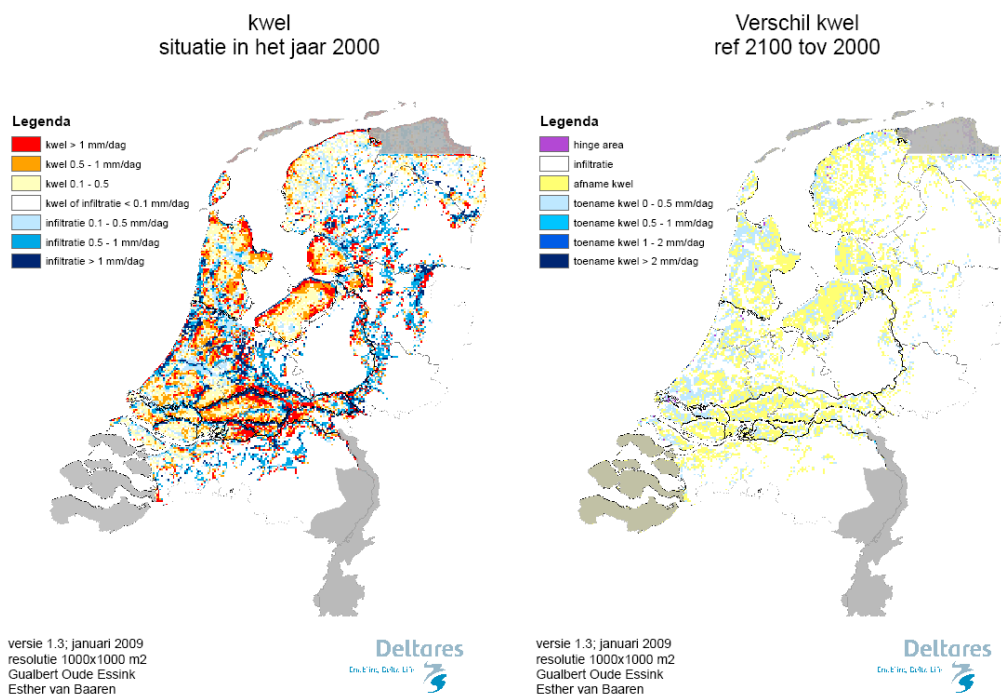 kwel
situatie in het jaar 2000
Legenda
kwel > 1 mm/dag
kwel 0.5 - 1 mm/dag
kwel 0.1 - 0.5
kwel of infiltratie < 0.1 mm/dag
infiltratie 0.1 - 0.5 mm/dag
infiltratie 0.5 - 1 mm/dag
infiltratie > 1 mm/dag
versie 1.3; januari 2009
resolutie 1000x1000 m2
Gualbert Oude Essink
Esther van Baaren
Deltares
Verschil kwel
ref 2100 tov 2000
Legenda
hinge area
infiltratie
afname kwel
toename kwel 0 - 0.5 mm/dag
toename kwel 0.5 - 1 mm/dag
toename kwel 1 - 2 mm/dag
toename kwel > 2 mm/dag
versie 1.3; januari 2009
resolutie 1000x1000 m2
Gualbert Oude Essink
Esther van Baaren
Deltares